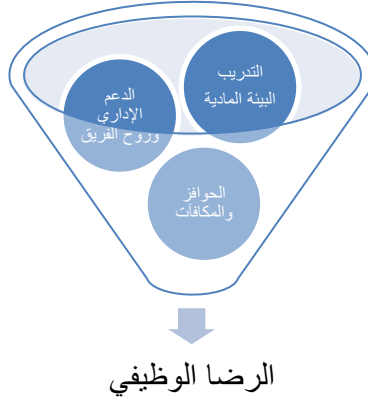 التدريب
البيئة المادية
الدعم
الإداري
وروح الفريق
الحوافز
والمكافآت
الرضا الوظيفي